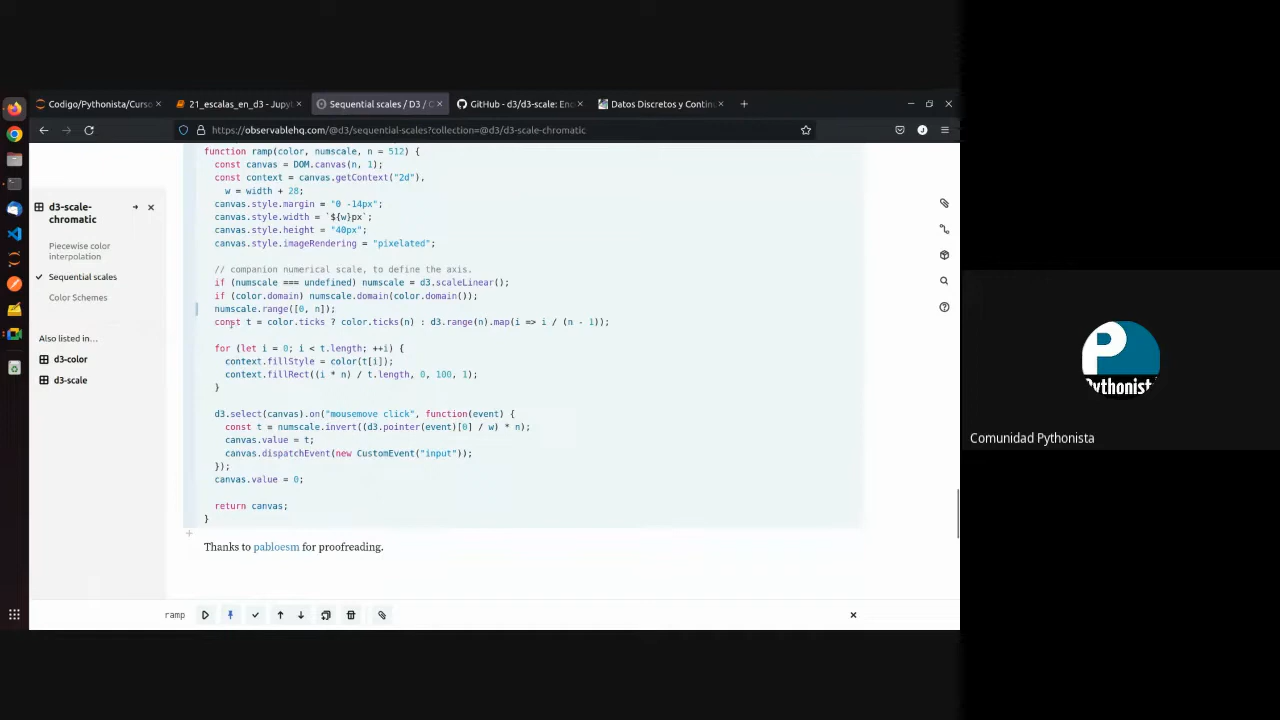 Codigo/Pythonista/Curso
21_escalas_en_d3 - Jupyt
Sequential scales / D3 / C
GitHub - d3/d3-scale: Enc
Datos Discretos y Continu
https://observablehq.com/@d3/sequential-scales?collection=@d3/d3-scale-chromatic
d3-scale-
chromatic
Piecewise color
interpolation
Sequential scales
Color Schemes
Also listed in…
d3-color
d3-scale
function ramp(color, numscale, n = 512) {
const canvas = DOM.canvas(n, 1);
const context = canvas.getContext("2d"),
w = width + 28;
canvas.style.margin = "0 -14px";
canvas.style.width = `${w}px`;
canvas.style.height = "40px";
canvas.style.imageRendering = "pixelated";
// companion numerical scale, to define the axis.
if (numscale === undefined) numscale = d3.scaleLinear();
if (color.domain) numscale.domain(color.domain());
numscale.range([0, n]);
const t = color.ticks ? color.ticks(n) : d3.range(n).map(i => i / (n - 1));
for (let i = 0; i < t.length; ++i) {
context.fillStyle = color(t[i]);
context.fillRect((i * n) / t.length, 0, 100, 1);
}
d3.select(canvas).on("mousemove click", function(event) {
const t = numscale.invert((d3.pointer(event)[0] / w) * n);
canvas.value = t;
canvas.dispatchEvent(new CustomEvent("input"));
});
canvas.value = 0;
return canvas;
}
Thanks to pabloesm for proofreading.
ramp
Pythonista
Comunidad Pythonista